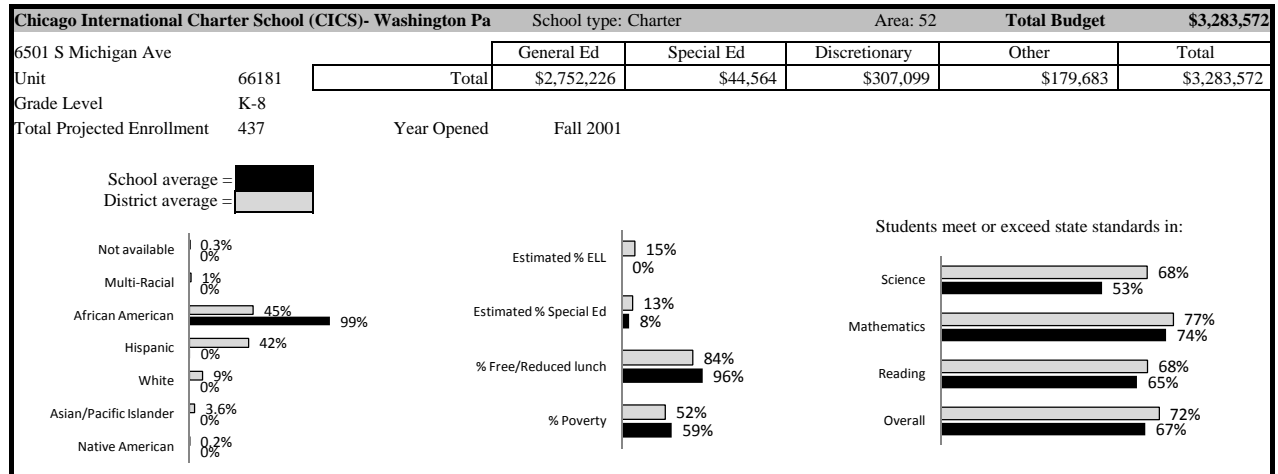 Chicago International Charter School (CICS)- Washington Pa School type: Charter Area: 52 Total Budget $3,283,572
6501 S Michigan Ave General Ed Special Ed Discretionary Other Total
Unit 66181 Total $2,752,226 $44,564 $307,099 $179,683 $3,283,572
Grade Level K-8
Total Projected Enrollment 437 Year Opened Fall 2001
School average =
District average =
Not available 0.3% 0%
Multi-Racial 1% 0%
African American 45% 99%
Hispanic 42% 0%
White 9% 0%
Asian/Pacific Islander 3.6% 0%
Native American 0.2% 0%
Estimated % ELL 15% 0%
Estimated % Special Ed 13% 8%
% Free/Reduced lunch 84% 96%
% Poverty 52% 59%
Students meet or exceed state standards in:
Science 68% 53%
Mathematics 77% 74%
Reading 68% 65%
Overall 72% 67%